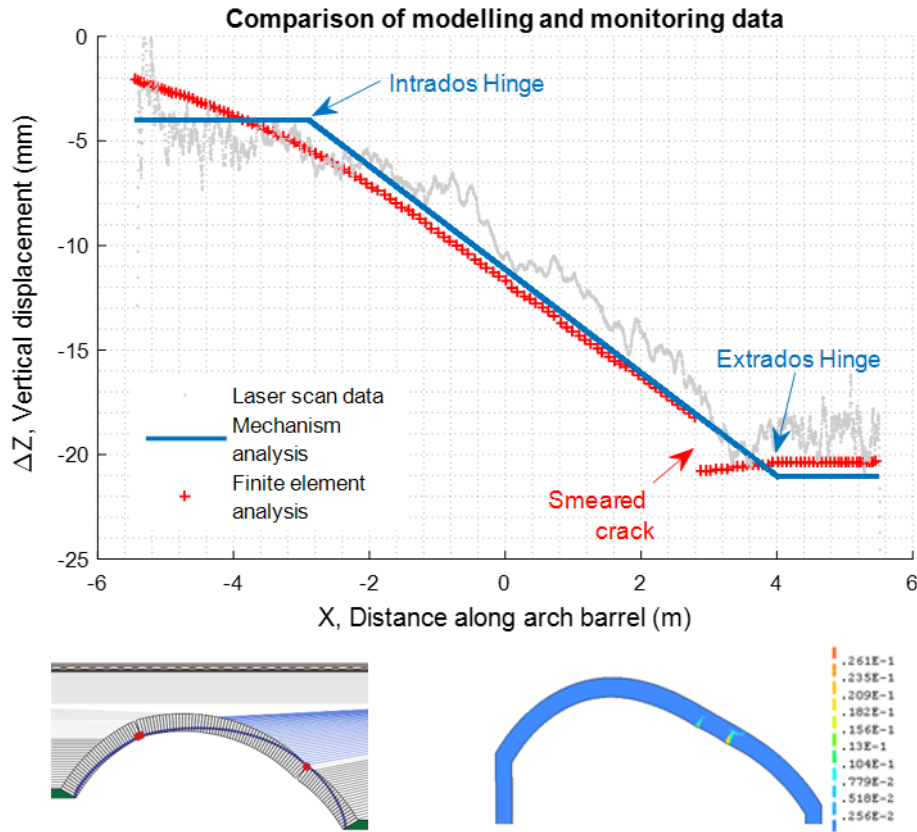 Comparison of modelling and monitoring data
0
-5
-10
-15
-20
-25
ΔZ, Vertical displacement (mm)
Intrados Hinge
Extrados Hinge
Laser scan data
Mechanism
analysis
Finite element
analysis
Smeared
crack
-6
-4
-2
0
2
4
6
X, Distance along arch barrel (m)
.261E-1
.235E-1
.209E-1
.182E-1
.156E-1
.13E-1
.104E-1
.779E-2
.518E-2
.256E-2